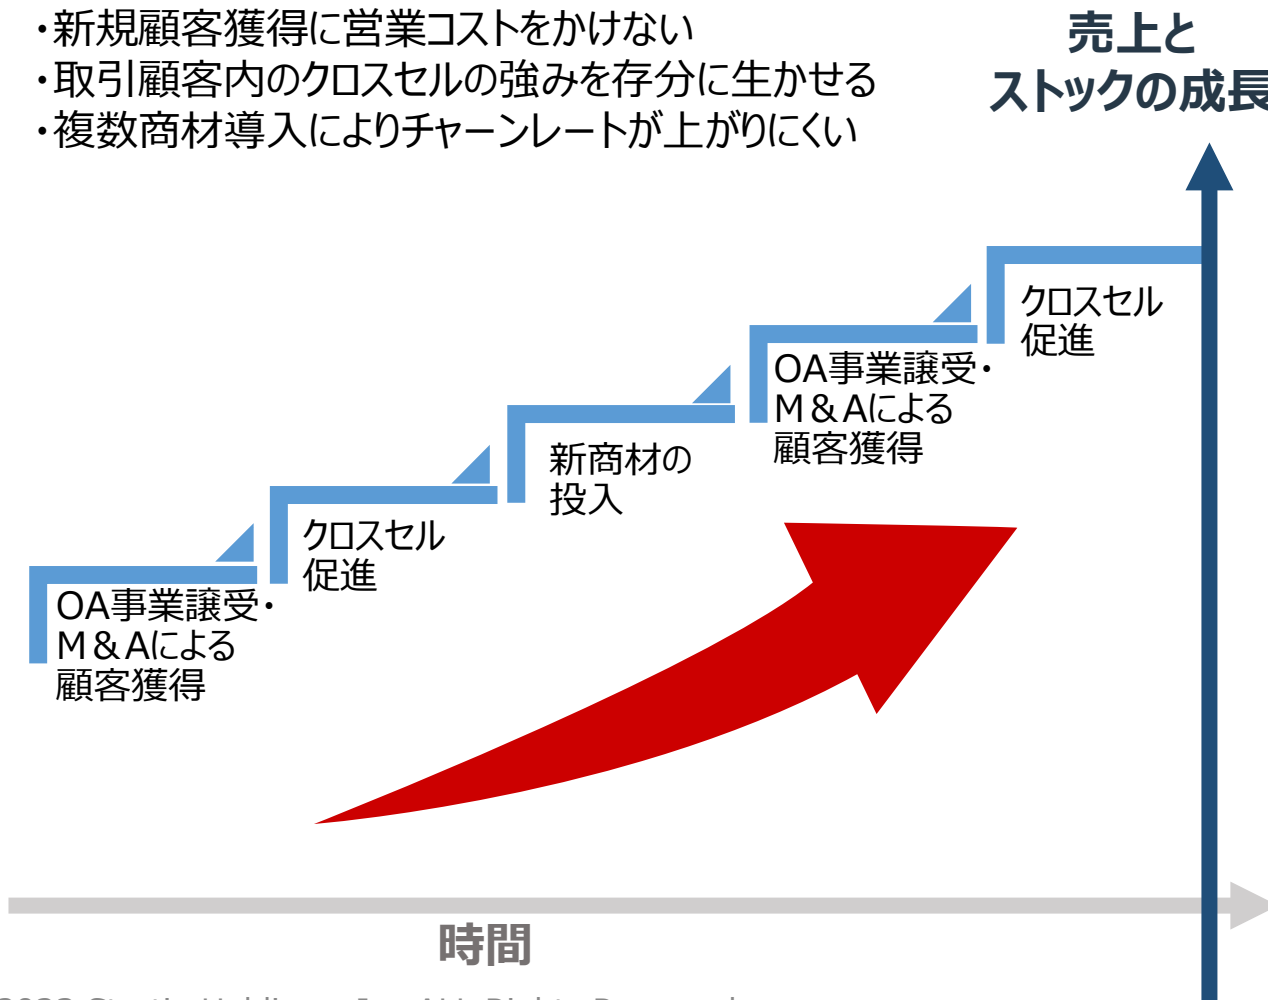 ・新規顧客獲得に営業コストをかけない
・取引顧客内のクロスセルの強みを存分に生かせる
・複数商材導入によりチャーンレートが上がりにくい
売上と
ストックの成長
クロスセル
促進
OA事業譲受・
M&Aによる
顧客獲得
新商材の
投入
クロスセル
促進
OA事業譲受・
M&Aによる
顧客獲得
時間